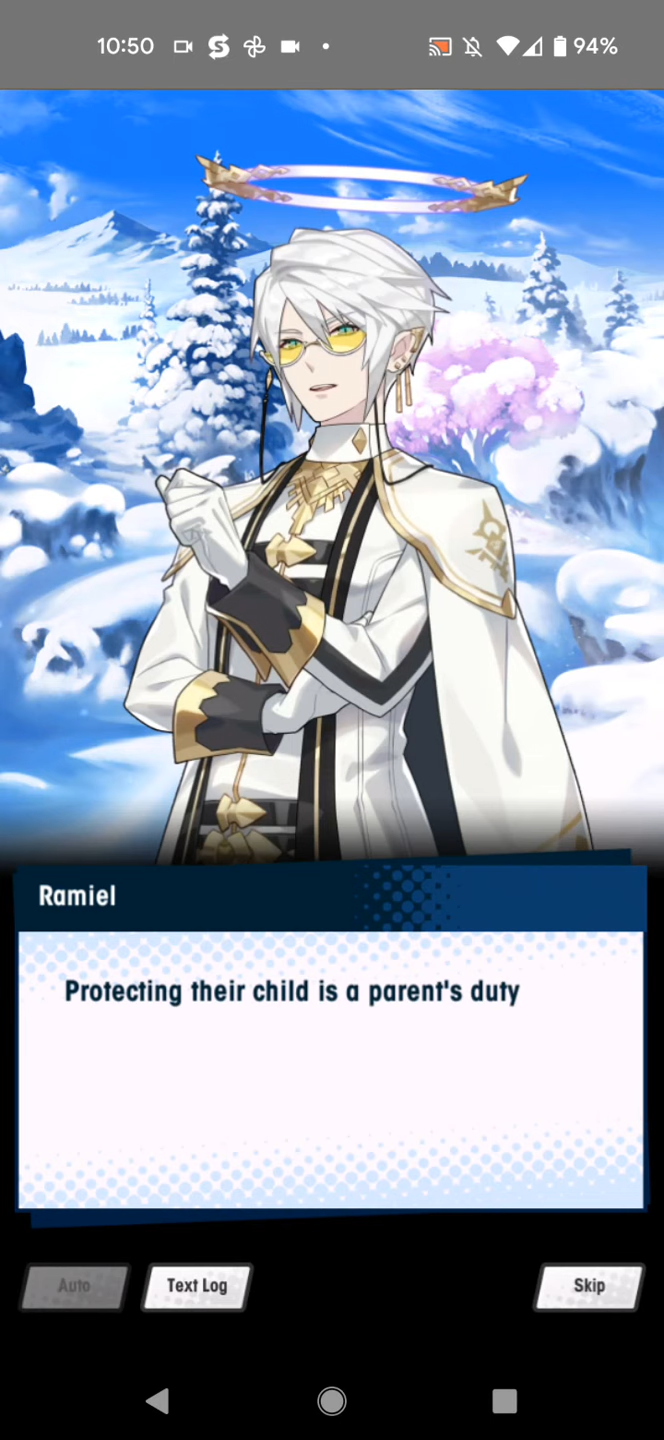 10:50
94%
Ramiel
Protecting their child is a parent's duty
Auto
Text Log
Skip